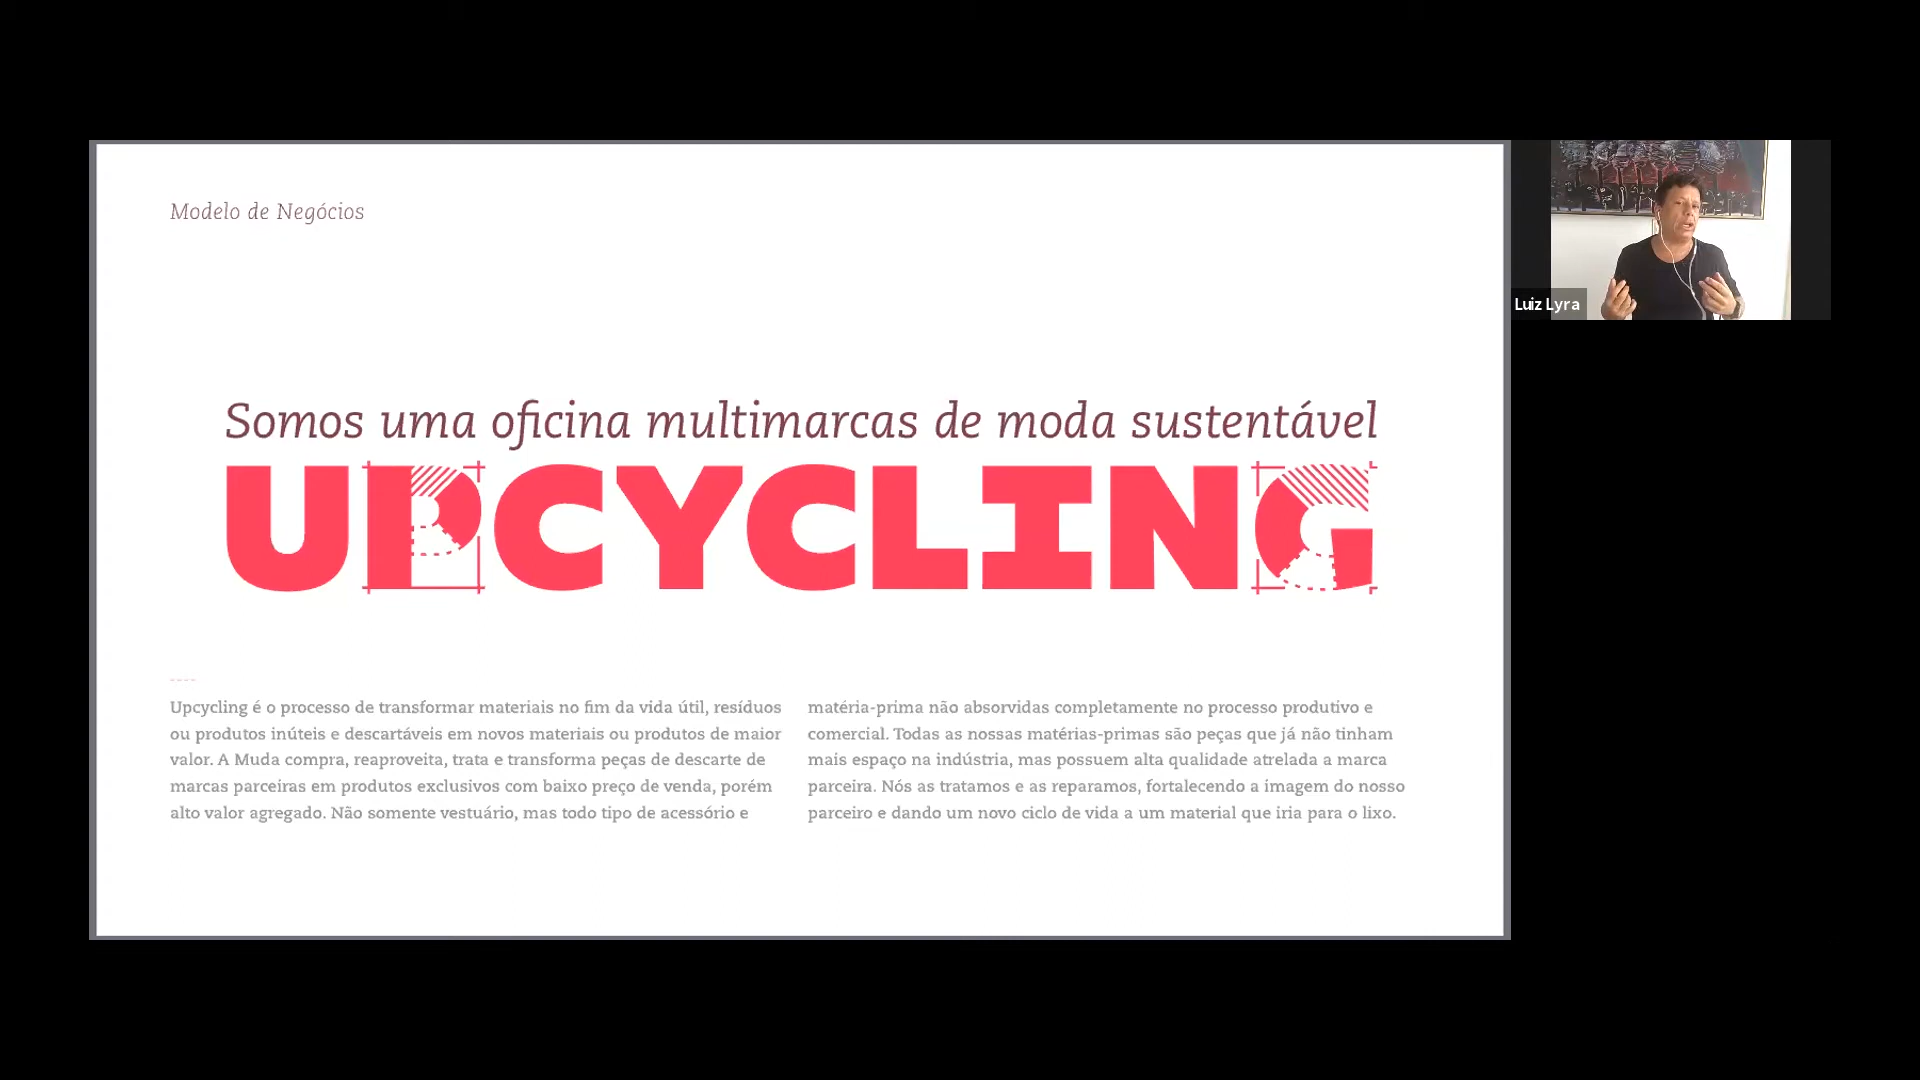 Modelo de Negócios
Somos uma oficina multimarcas de moda sustentável
UPCYCLING
Upcycling é o processo de transformar materiais no fim da vida útil, resíduos
ou produtos inúteis e descartáveis em novos materiais ou produtos de maior
valor. A Muda compra, reaproveita, trata e transforma peças de descarte de
marcas parceiras em produtos exclusivos com baixo preço de venda, porém
alto valor agregado. Não somente vestuário, mas todo tipo de acessório e
matéria-prima não absorvidas completamente no processo produtivo e
comercial. Todas as nossas matérias-primas são peças que já não tinham
mais espaço na indústria, mas possuem alta qualidade atrelada a marca
parceira. Nós as tratamos e as reparamos, fortalecendo a imagem do nosso
parceiro e dando um novo ciclo de vida a um material que iria para o lixo.
Luiz Lyra